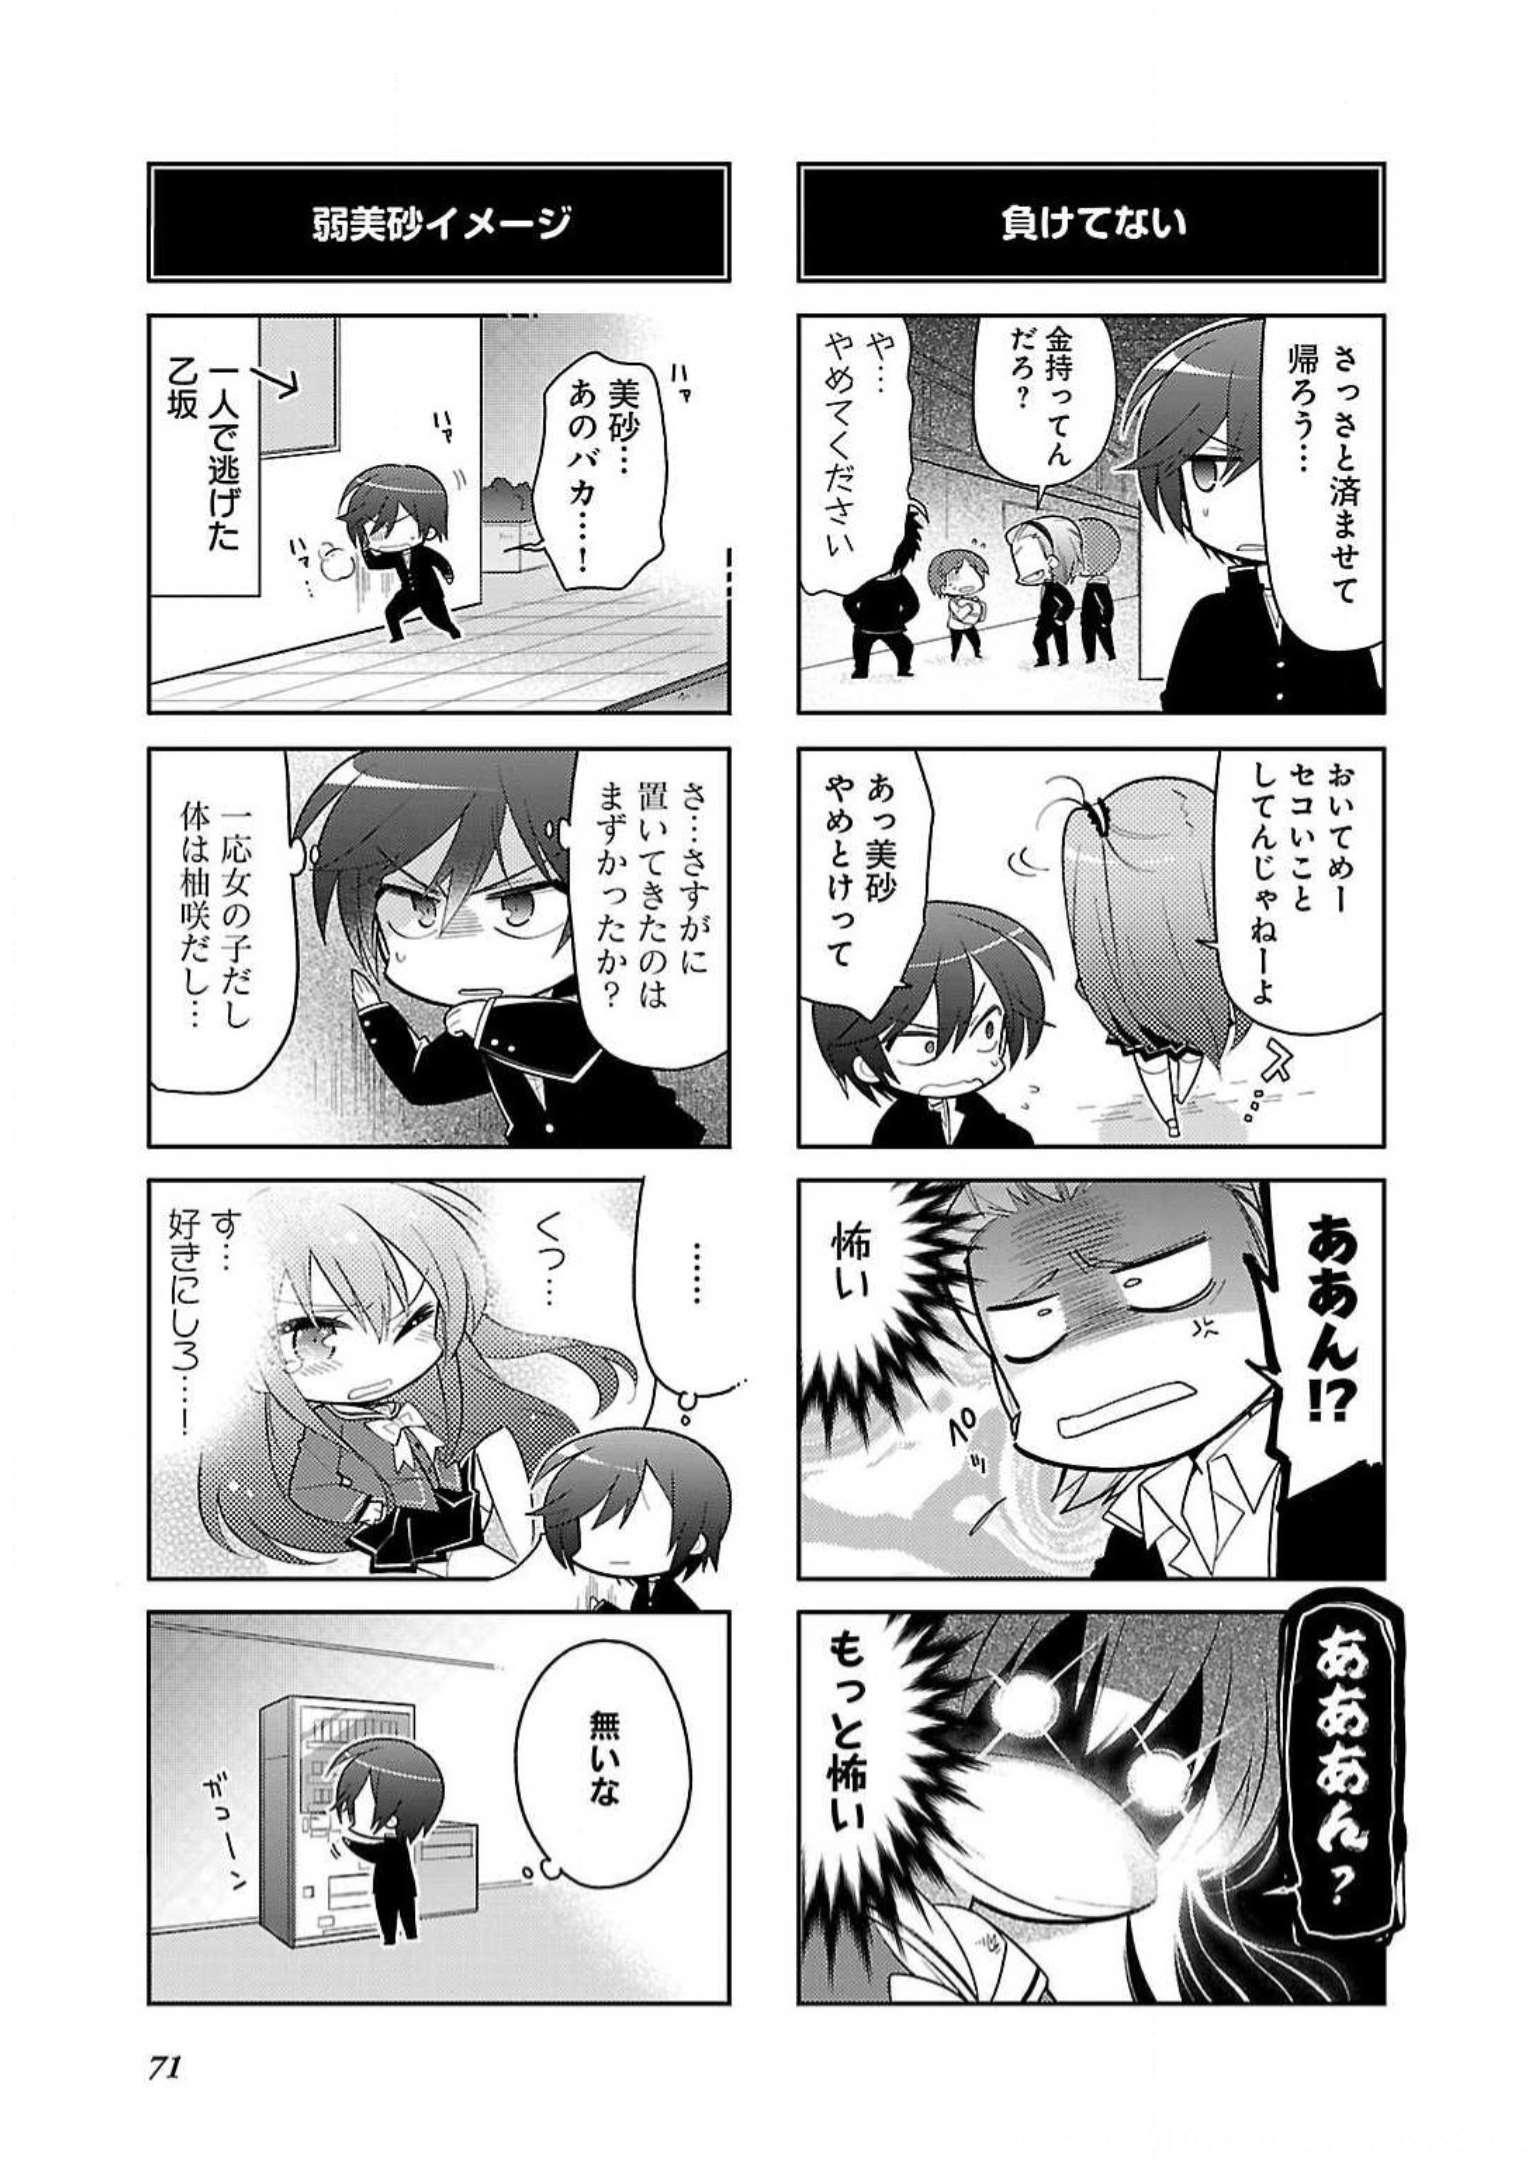 負けてない
さっさと済ませて
帰ろう…
金持ってん
だろ?
や…
やめてください
おいてめー
セコいこと
してんじゃねーよ
ス…
あっ美砂
やめとけって
ああん!?
怖い
ペッ
あああん?
もっと怖い
弱美砂イメージ
ハァ
美砂…
あのバカ…!
ハァ
ハァ…
一人で逃げた
乙坂
さ…さすがに
置いてきたのは
まずかったか?
一応女の子だし
体は柚咲だし…
……
くっ…
す…
好きにしろ…!
無いな
ガコーン
71